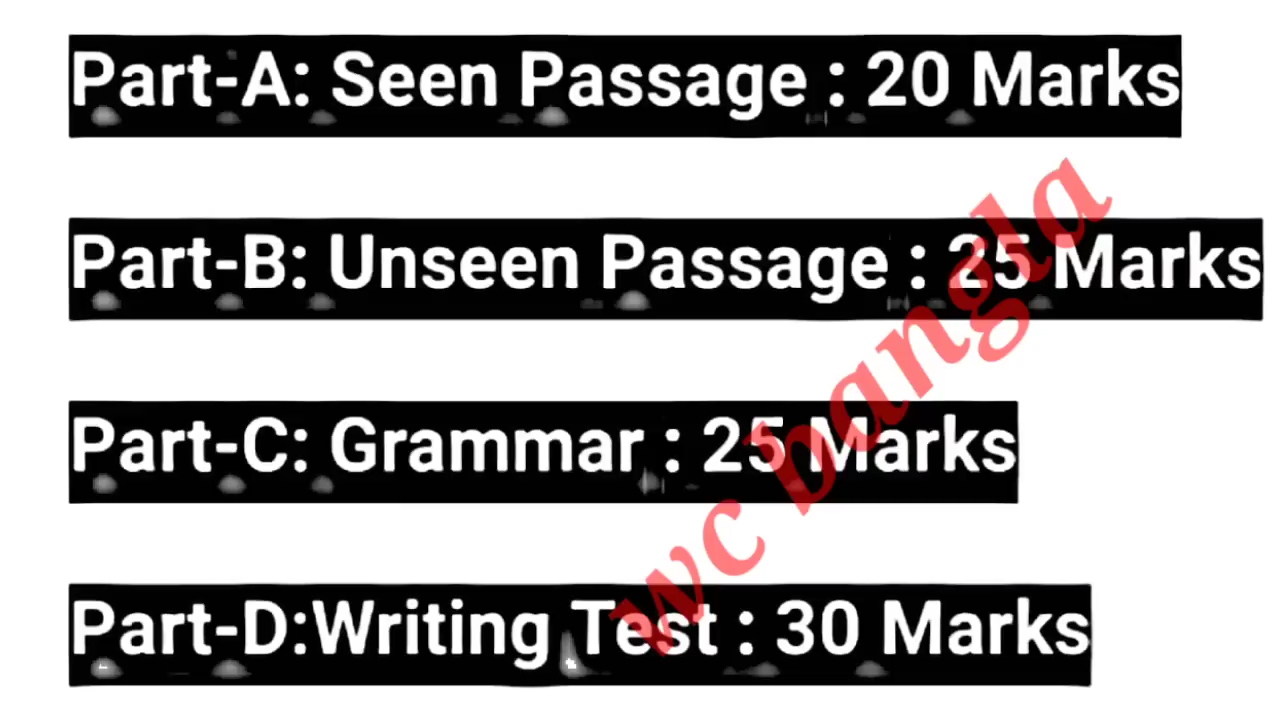 Part-A: Seen Passage : 20 Marks
Part-B: Unseen Passage : 25 Marks
Part-C: Grammar : 25 Marks
Part-D:Writing Test : 30 Marks
wc bangla